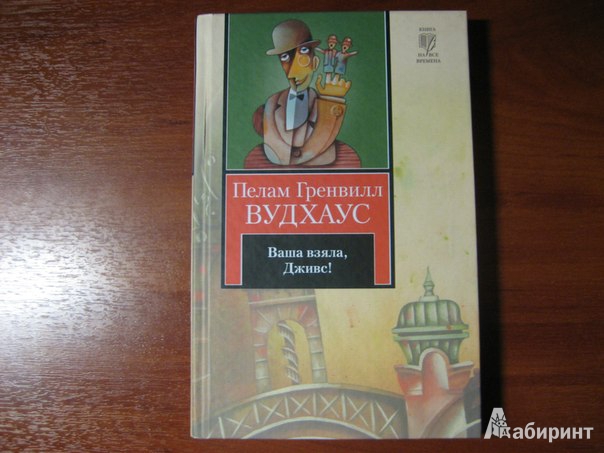 КНИГА
НА ВСЕ
ВРЕМЕНА
Пелам Гренвилл
ВУДХАУС
Ваша взяла,
Дживс!
Лабиринт